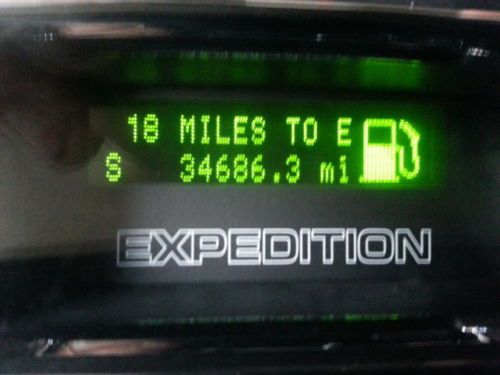 18 MILES TO E
S 34686.3 mi
EXPEDITION